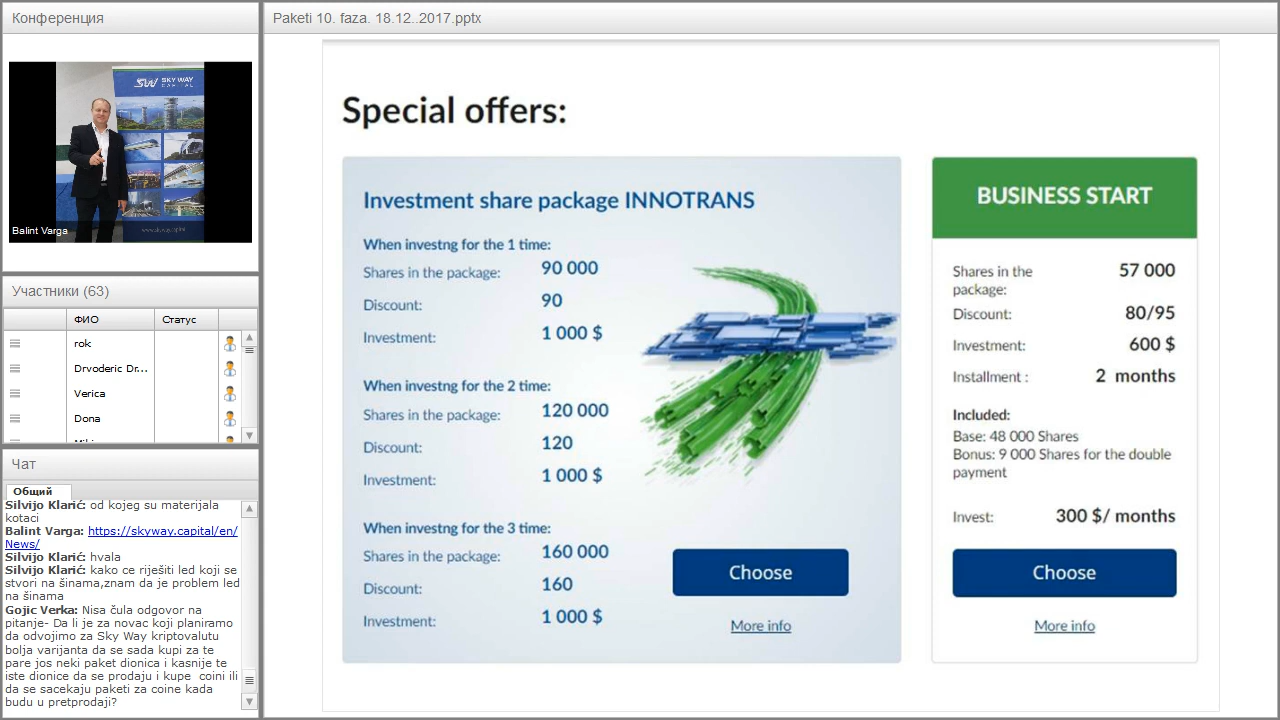 Конференция
SKY WAY
CAPITAL
Balint Varga
Участники (63)
ФИО Статус
rok
Drvoderic Dr...
Verica
Dona
Чат
Общий
Silvijo Klarić: od kojeg su materijala
kotaci
Balint Varga: https://skyway.capital/en/
News/
Silvijo Klarić: hvala
Silvijo Klarić: kako ce riješiti led koji se
stvori na šinama,znam da je problem led
na šinama
Gojic Verka: Nisa čula odgovor na
pitanje- Da li je za novac koji planiramo
da odvojimo za Sky Way kriptovalutu
bolja varijanta da se sada kupi za te
pare jos neki paket dionica i kasnije te
iste dionice da se prodaju i kupe coini ili
da se sacekaju paketi za coine kada
budu u pretprodaji?
Paketi 10. faza. 18.12..2017.pptx
Special offers:
Investment share package INNOTRANS
When investng for the 1 time:
Shares in the package: 90 000
Discount: 90
Investment: 1 000 $
When investng for the 2 time:
Shares in the package: 120 000
Discount: 120
Investment: 1 000 $
When investng for the 3 time:
Shares in the package: 160 000
Discount: 160
Investment: 1 000 $
Choose
More info
BUSINESS START
Shares in the 57 000
package:
Discount: 80/95
Investment: 600 $
Installment : 2 months
Included:
Base: 48 000 Shares
Bonus: 9 000 Shares for the double
payment
Invest: 300 $/ months
Choose
More info